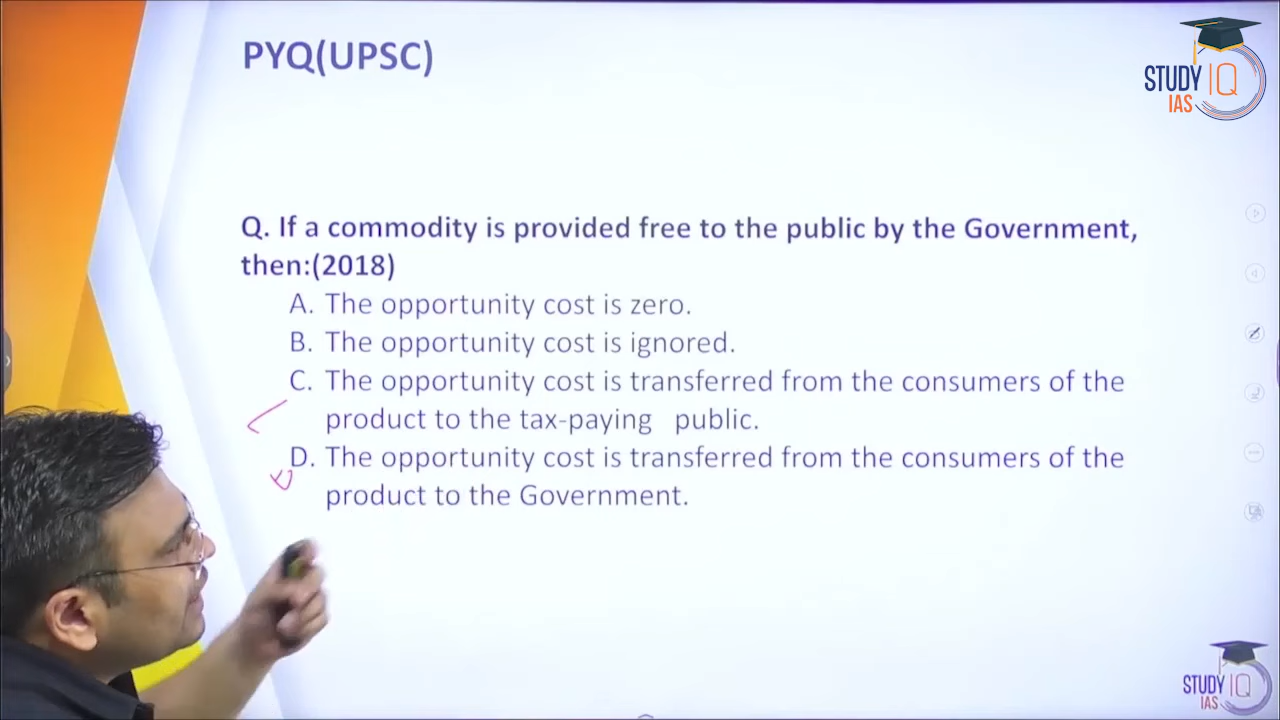 PYQ(UPSC)
STUDY IQ
IAS
Q. If a commodity is provided free to the public by the Government,
then:(2018)
A. The opportunity cost is zero.
B. The opportunity cost is ignored.
C. The opportunity cost is transferred from the consumers of the
product to the tax-paying public.
D. The opportunity cost is transferred from the consumers of the
product to the Government.
STUDY IQ
IAS